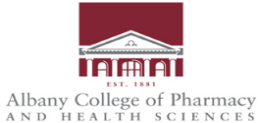 EST. 1881
Albany College of Pharmacy
AND HEALTH SCIENCES